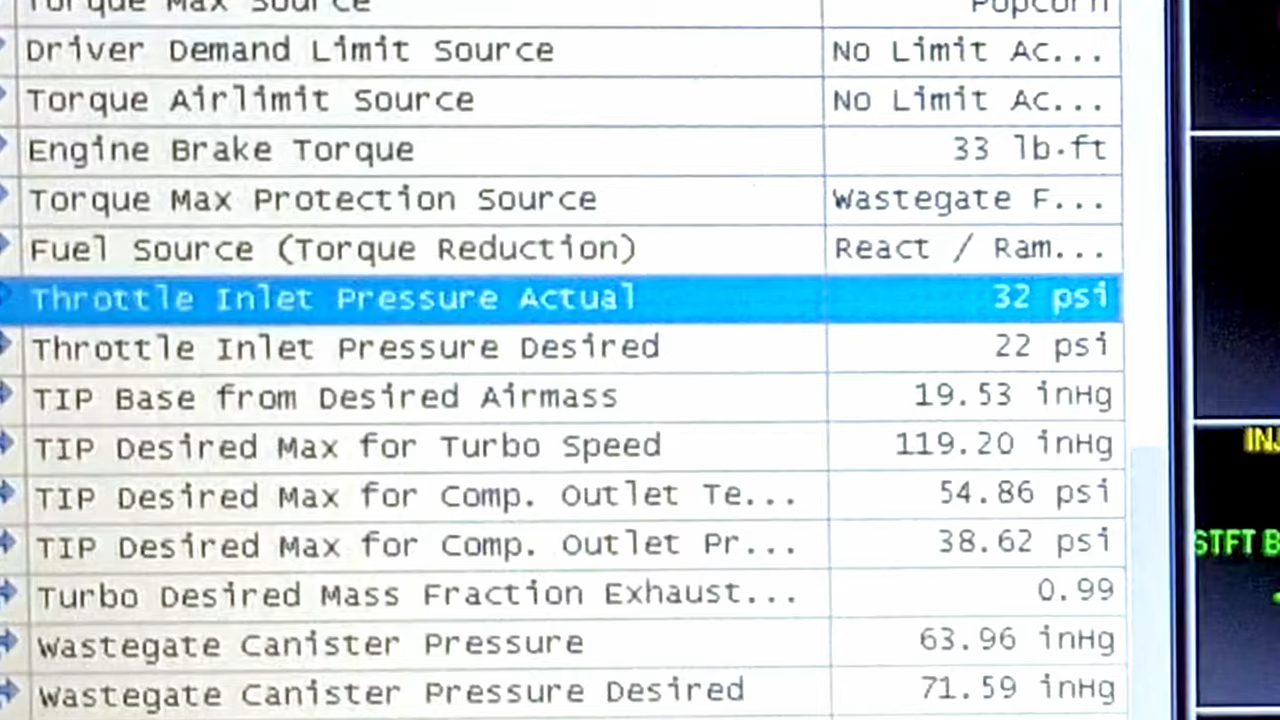 Torque Max Source Popcorn
Driver Demand Limit Source No Limit Ac...
Torque Airlimit Source No Limit Ac...
Engine Brake Torque 33 lb·ft
Torque Max Protection Source Wastegate F...
Fuel Source (Torque Reduction) React / Ram...
Throttle Inlet Pressure Actual 32 psi
Throttle Inlet Pressure Desired 22 psi
TIP Base from Desired Airmass 19.53 inHg
TIP Desired Max for Turbo Speed 119.20 inHg
TIP Desired Max for Comp. Outlet Te... 54.86 psi
TIP Desired Max for Comp. Outlet Pr... 38.62 psi
Turbo Desired Mass Fraction Exhaust... 0.99
Wastegate Canister Pressure 63.96 inHg
Wastegate Canister Pressure Desired 71.59 inHg
INJ
STFT B